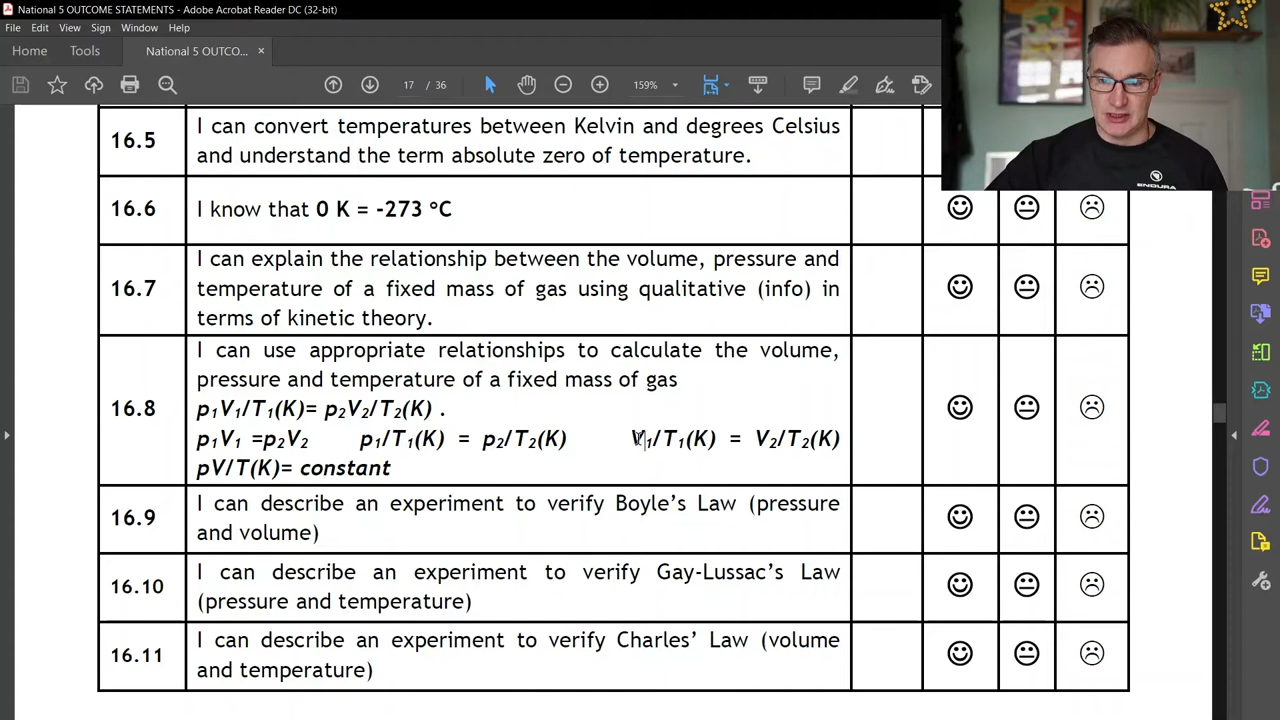 National 5 OUTCOME STATEMENTS - Adobe Acrobat Reader DC (32-bit)
File Edit View Sign Window Help
Home Tools National 5 OUTCO... ×
17 / 36 159%
16.5 I can convert temperatures between Kelvin and degrees Celsius
and understand the term absolute zero of temperature.
16.6 I know that 0 K = -273 °C
16.7 I can explain the relationship between the volume, pressure and
temperature of a fixed mass of gas using qualitative (info) in
terms of kinetic theory.
16.8 I can use appropriate relationships to calculate the volume,
pressure and temperature of a fixed mass of gas
p₁V₁/T₁(K)= p₂V₂/T₂(K) .
p₁V₁ =p₂V₂ p₁/T₁(K) = p₂/T₂(K) V₁/T₁(K) = V₂/T₂(K)
pV/T(K)= constant
16.9 I can describe an experiment to verify Boyle’s Law (pressure
and volume)
16.10 I can describe an experiment to verify Gay-Lussac’s Law
(pressure and temperature)
16.11 I can describe an experiment to verify Charles’ Law (volume
and temperature)
ENDURA